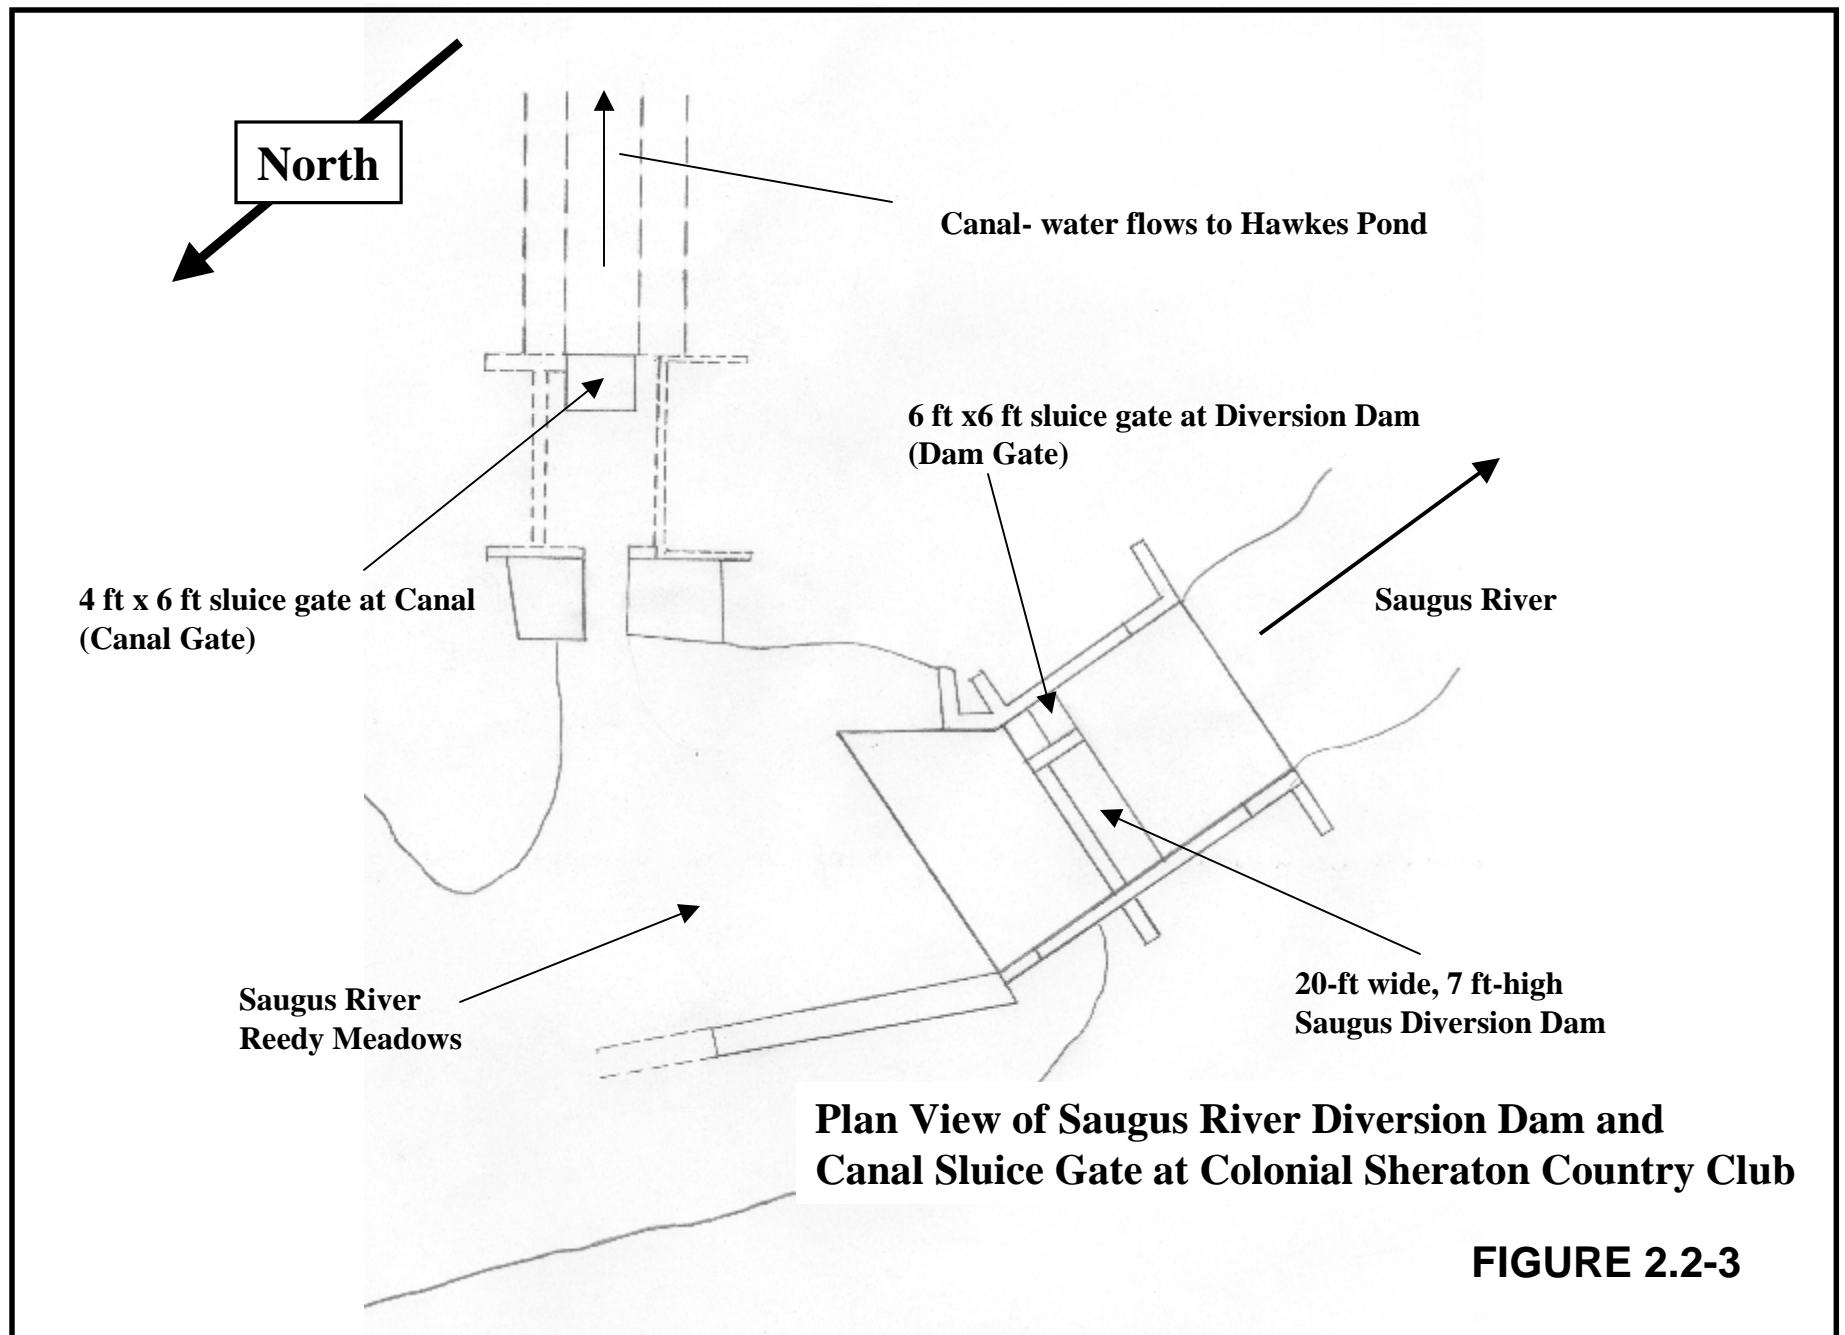 North
Canal- water flows to Hawkes Pond
6 ft x6 ft sluice gate at Diversion Dam
(Dam Gate)
4 ft x 6 ft sluice gate at Canal
(Canal Gate)
Saugus River
Saugus River
Reedy Meadows
20-ft wide, 7 ft-high
Saugus Diversion Dam
Plan View of Saugus River Diversion Dam and
Canal Sluice Gate at Colonial Sheraton Country Club
FIGURE 2.2-3